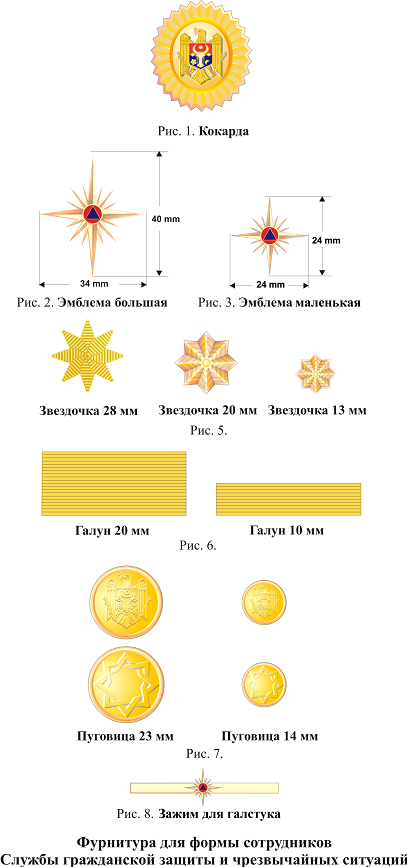 Рис. 1. Кокарда
40 mm
24 mm
34 mm
24 mm
Рис. 2. Эмблема большая
Рис. 3. Эмблема маленькая
Звездочка 28 мм
Звездочка 20 мм
Звездочка 13 мм
Рис. 5.
Галун 20 мм
Галун 10 мм
Рис. 6.
Пуговица 23 мм
Пуговица 14 мм
Рис. 7.
Рис. 8. Зажим для галстука
Фурнитура для формы сотрудников
Службы гражданской защиты и чрезвычайных ситуаций